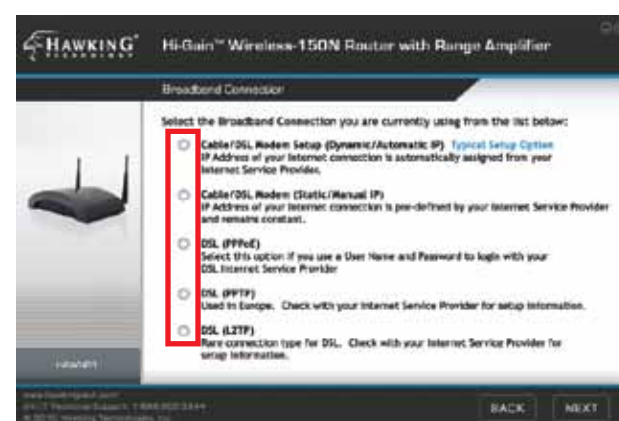 HAWKING
TECHNOLOGY
Hi-Gain™ Wireless-150N Router with Range Amplifier
Broadband Connection
Select the Broadband Connection you are currently using from the list below:
Cable/DSL Modem Setup (Dynamic/Automatic IP) Typical Setup Option
IP Address of your Internet connection is automatically assigned from your
Internet Service Provider.
Cable/DSL Modem (Static/Manual IP)
IP Address of your Internet connection is pre-defined by your Internet Service Provider
and remains constant.
DSL (PPPoE)
Select this option if you use a User Name and Password to login with your
DSL Internet Service Provider
DSL (PPTP)
Used in Europe. Check with your Internet Service Provider for setup information.
DSL (L2TP)
Rare connection type for DSL. Check with your Internet Service Provider for
setup information.
BACK NEXT